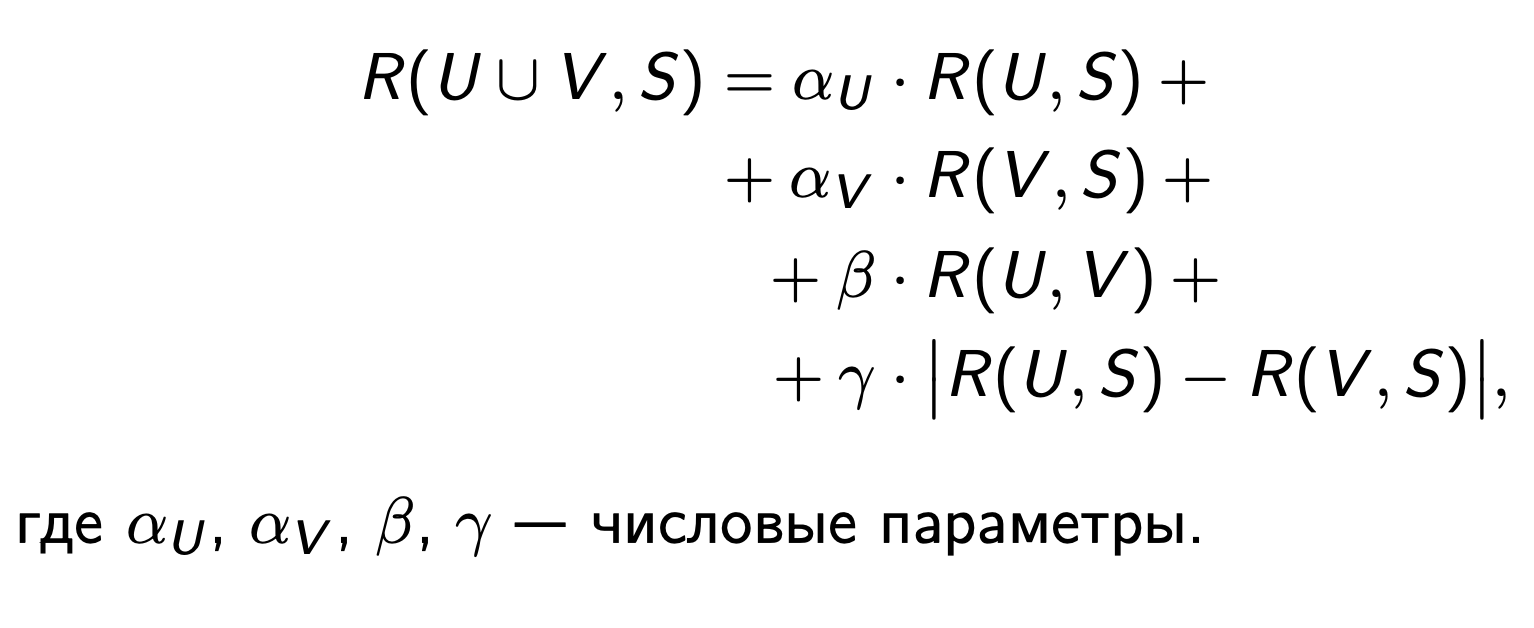 R(U ∪ V, S) = α_U · R(U, S) +
+ α_V · R(V, S) +
+ β · R(U, V) +
+ γ · |R(U, S) − R(V, S)|,
где α_U, α_V, β, γ — числовые параметры.